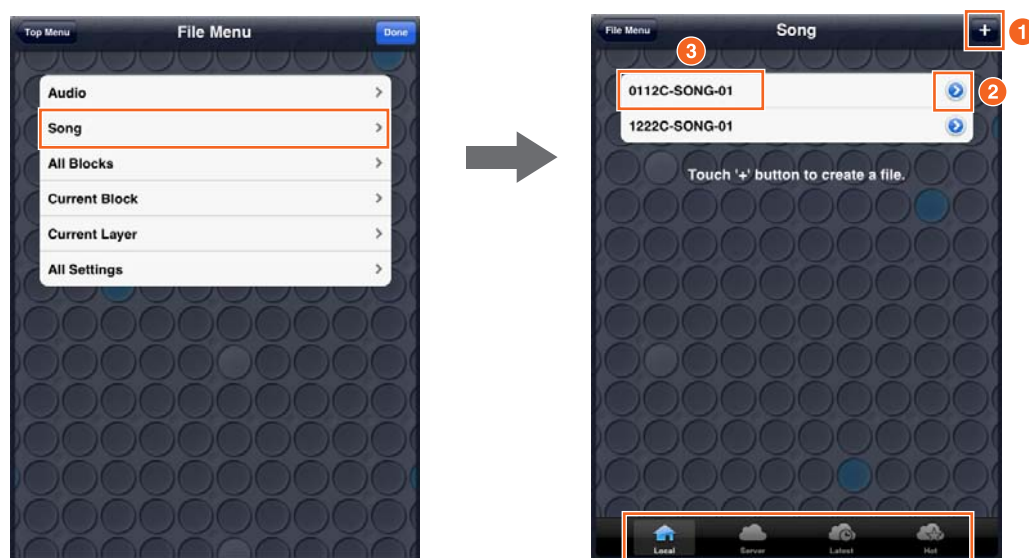 Top Menu
File Menu
Done
Audio
Song
All Blocks
Current Block
Current Layer
All Settings
File Menu
Song
+
1
3
0112C-SONG-01
2
1222C-SONG-01
Touch '+' button to create a file.
Local
Server
Latest
Hot